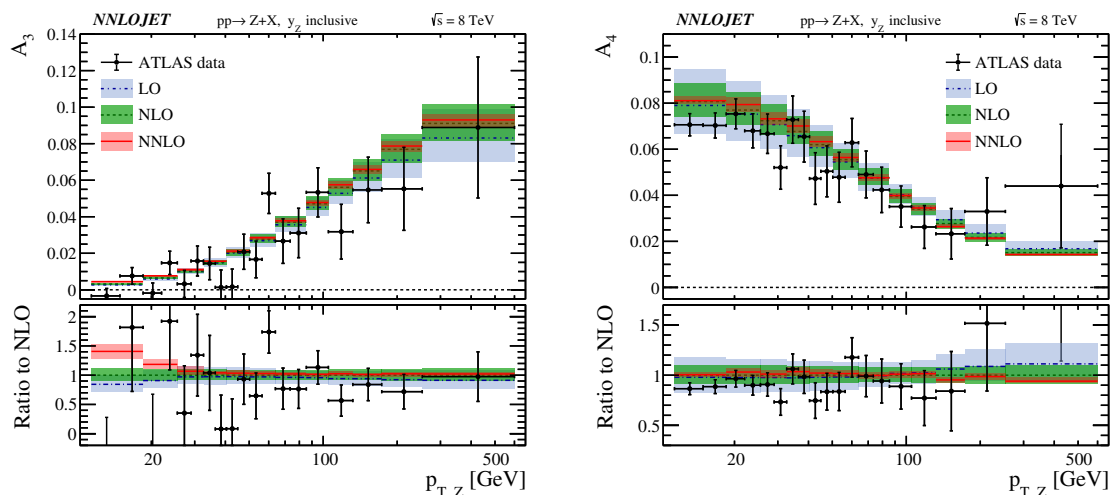 NNLOJET pp→ Z+X, y_Z inclusive √s = 8 TeV
A_3
0.14
0.12
0.1
0.08
0.06
0.04
0.02
0
ATLAS data
LO
NLO
NNLO
Ratio to NLO
2
1.5
1
0.5
0
20 100 500
p_T,Z [GeV]
NNLOJET pp→ Z+X, y_Z inclusive √s = 8 TeV
A_4
0.1
0.08
0.06
0.04
0.02
0
ATLAS data
LO
NLO
NNLO
Ratio to NLO
1.5
1
0.5
20 100 500
p_T,Z [GeV]